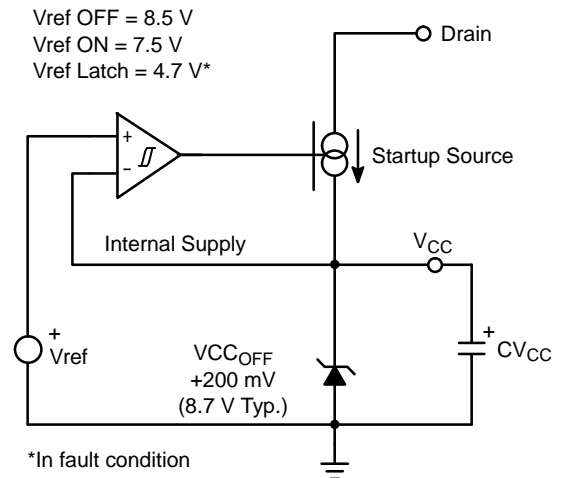 Vref OFF = 8.5 V
Vref ON = 7.5 V
Vref Latch = 4.7 V*
Drain
+
-
Startup Source
Internal Supply
VCC
+
Vref
VCCOFF
+200 mV
(8.7 V Typ.)
+
CVCC
*In fault condition